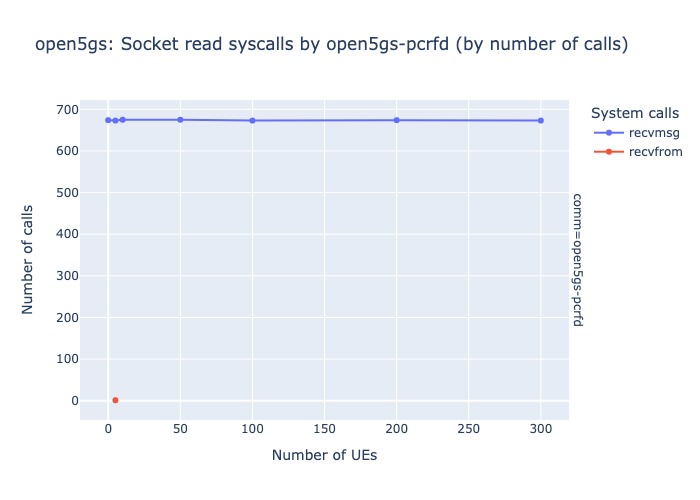 open5gs: Socket read syscalls by open5gs-pcrfd (by number of calls)
System calls
recvmsg
recvfrom
Number of calls
700
600
500
400
300
200
100
0
comm=open5gs-pcrfd
0 50 100 150 200 250 300
Number of UEs